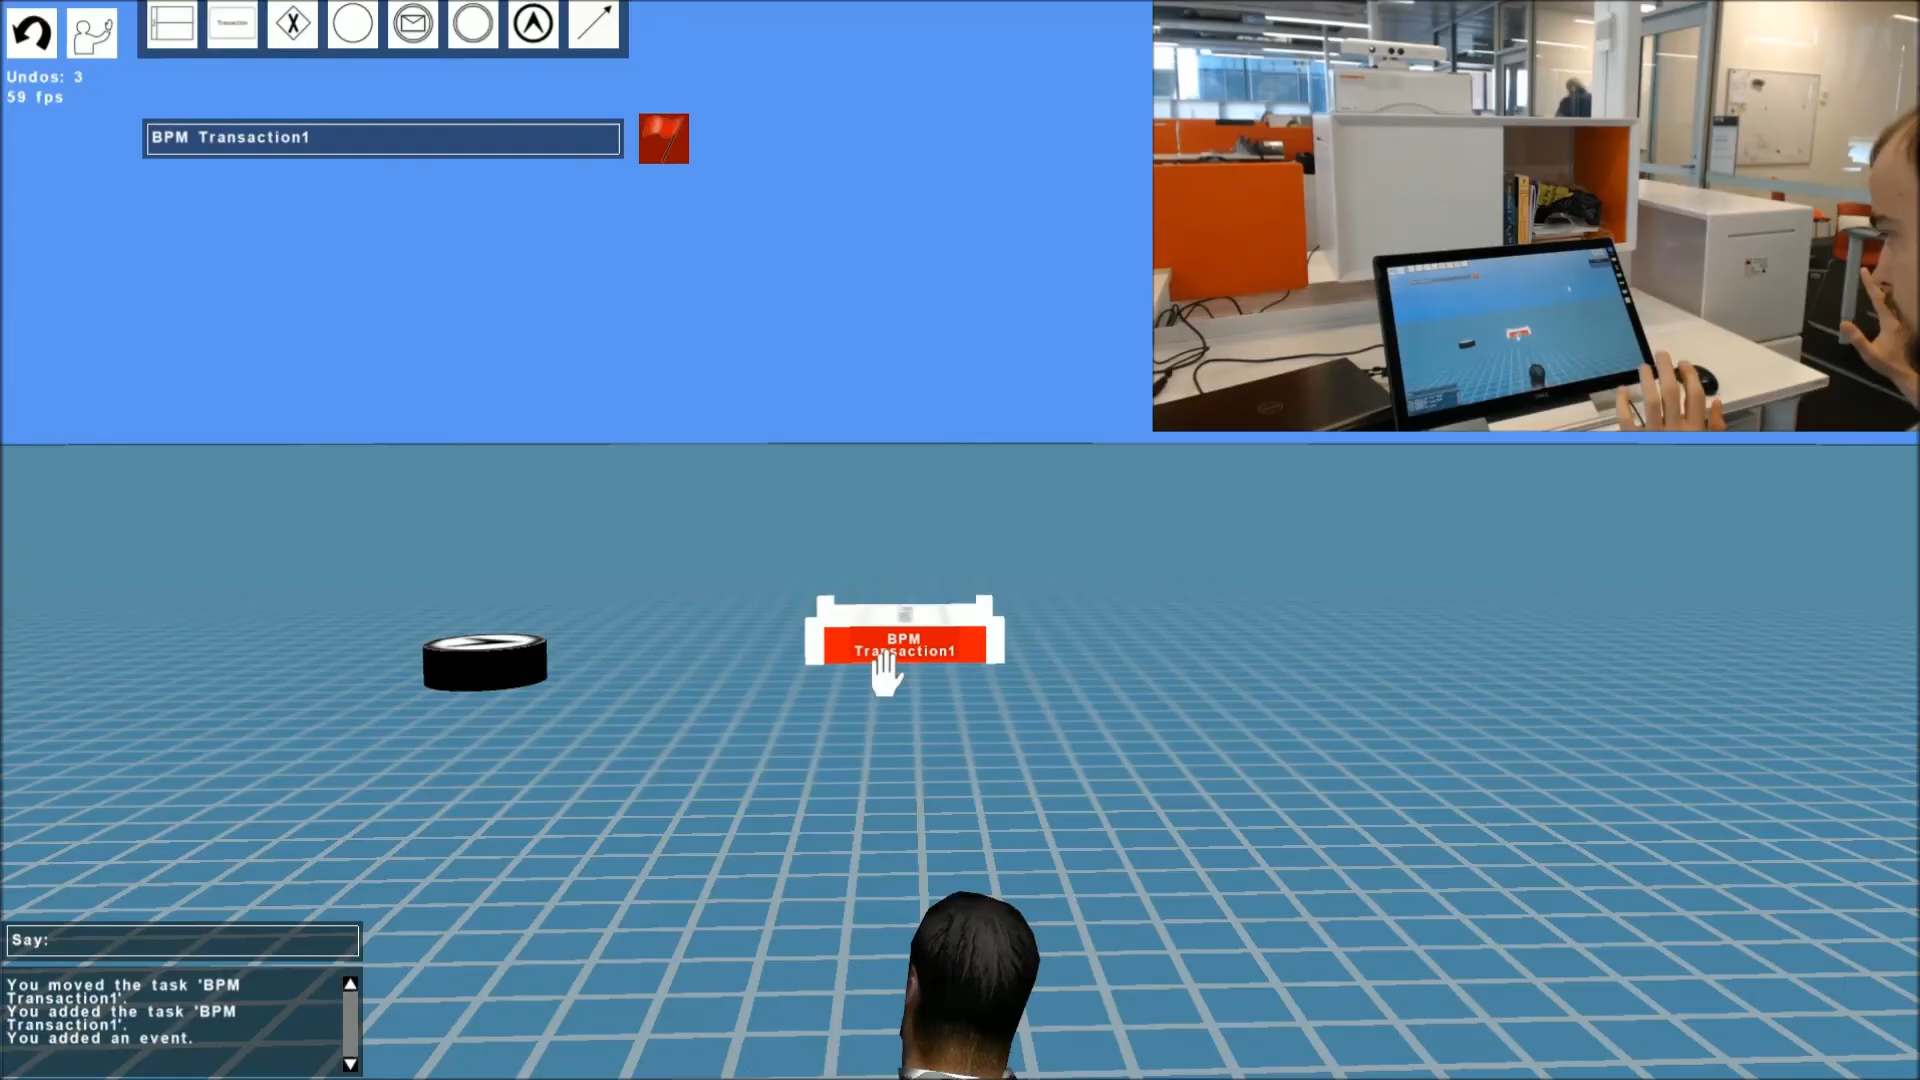 Transaction
Undos: 3
59 fps
BPM Transaction1
BPM
Transaction1
Say:
You moved the task 'BPM
Transaction1'.
You added the task 'BPM
Transaction1'.
You added an event.